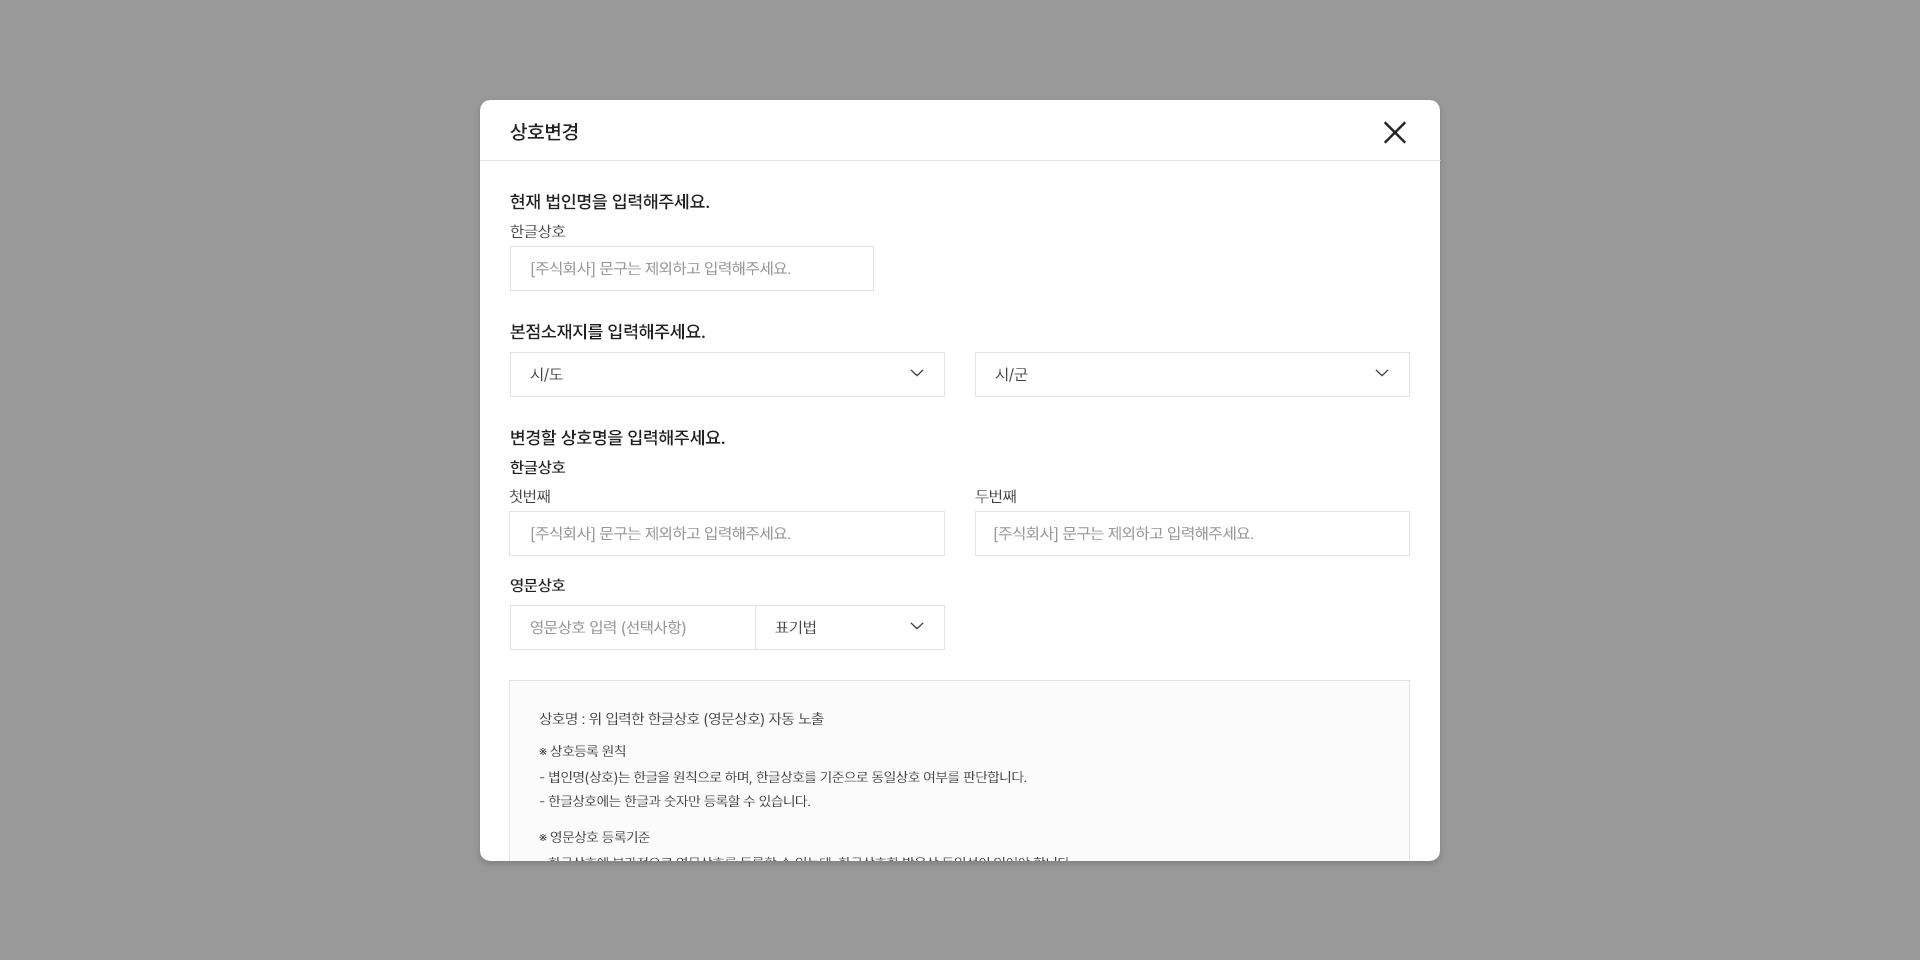 상호변경
현재 법인명을 입력해주세요.
한글상호
[주식회사] 문구는 제외하고 입력해주세요.
본점소재지를 입력해주세요.
시/도
시/군
변경할 상호명을 입력해주세요.
한글상호
첫번째
두번째
[주식회사] 문구는 제외하고 입력해주세요.
[주식회사] 문구는 제외하고 입력해주세요.
영문상호
영문상호 입력 (선택사항)
표기법
상호명 : 위 입력한 한글상호 (영문상호) 자동 노출
※ 상호등록 원칙
- 법인명(상호)는 한글을 원칙으로 하며, 한글상호를 기준으로 동일상호 여부를 판단합니다.
- 한글상호에는 한글과 숫자만 등록할 수 있습니다.
※ 영문상호 등록기준